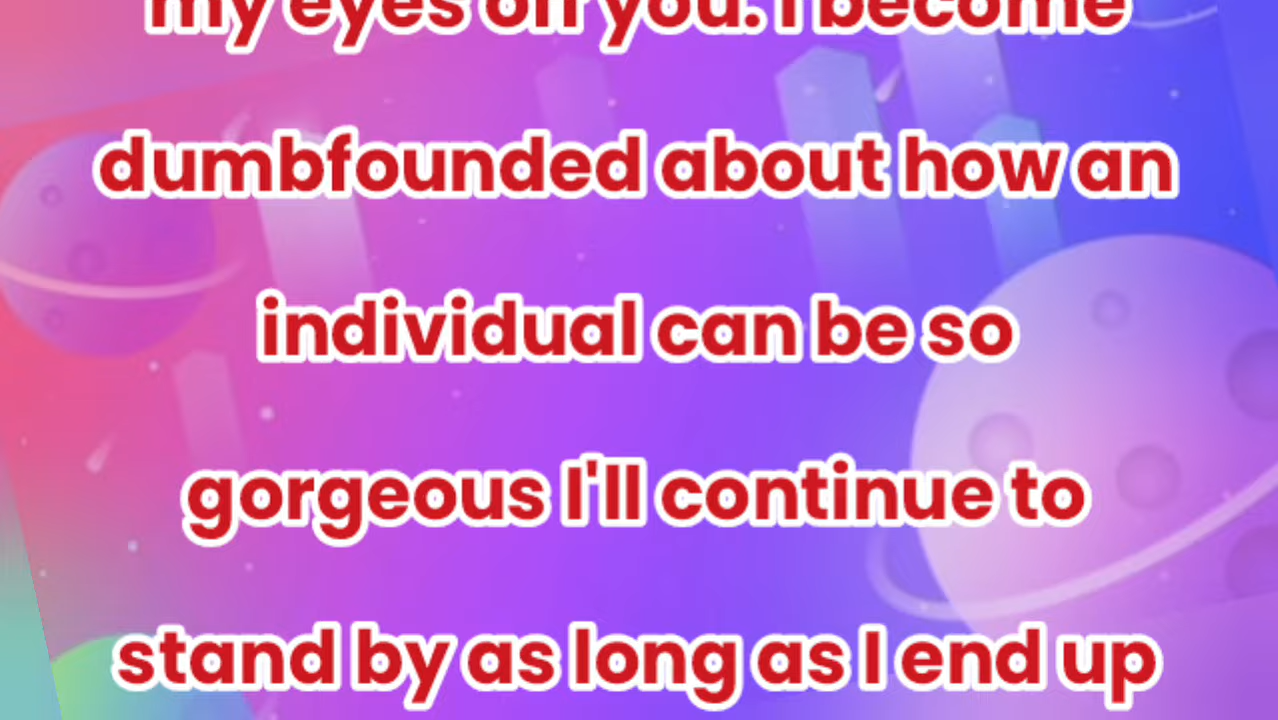 my eyes off you. I become
dumbfounded about how an
individual can be so
gorgeous I'll continue to
stand by as long as I end up